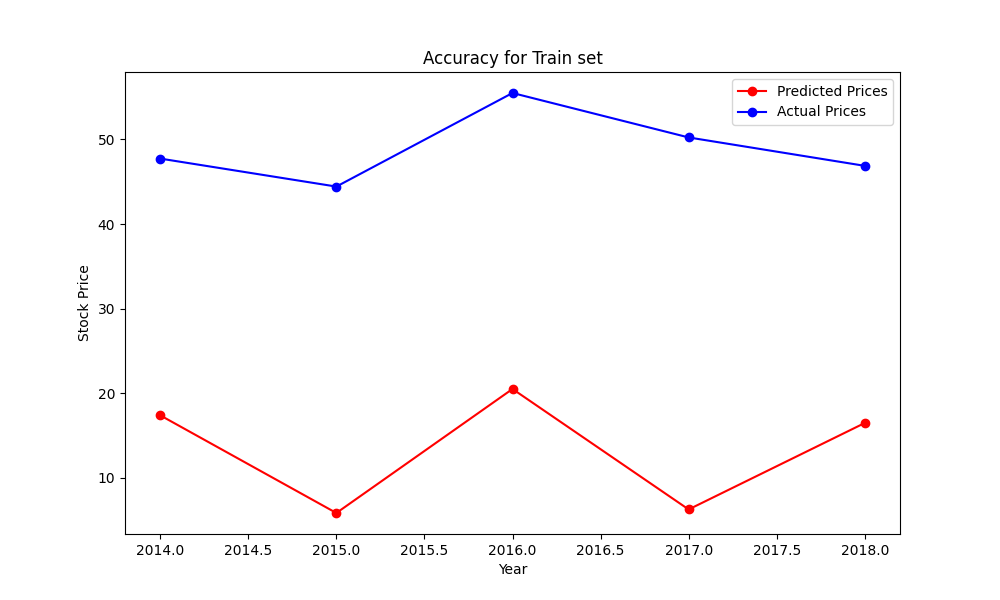 Accuracy for Train set
Predicted Prices
Actual Prices
Stock Price
50
40
30
20
10
2014.0 2014.5 2015.0 2015.5 2016.0 2016.5 2017.0 2017.5 2018.0
Year